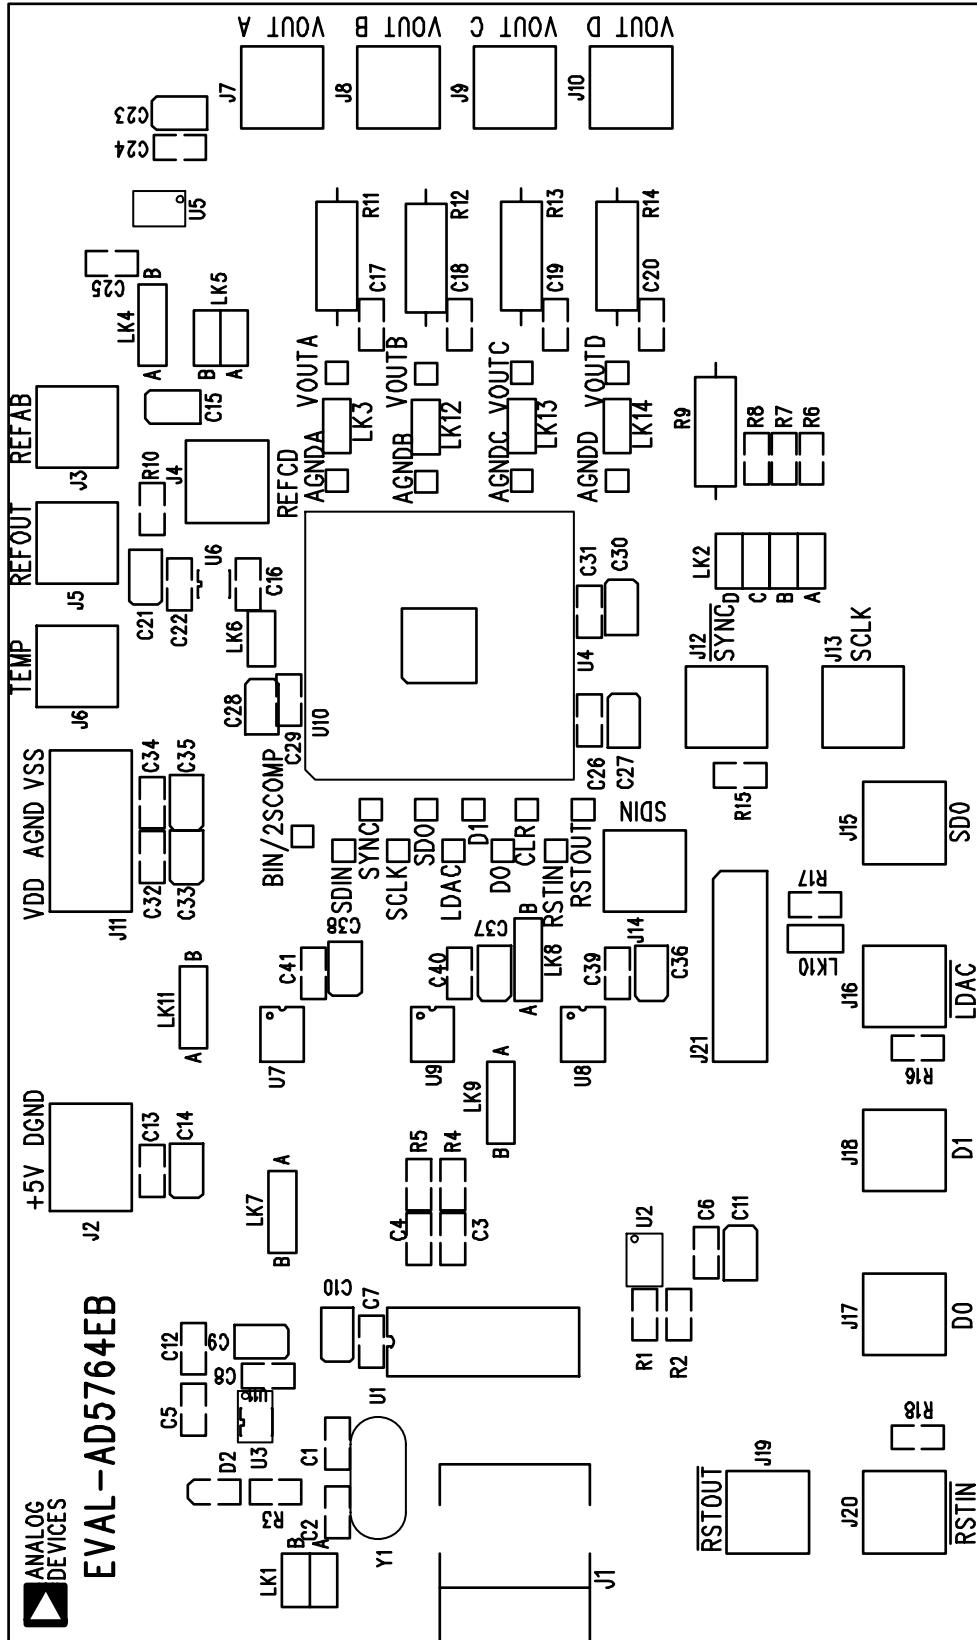 ANALOG
DEVICES
EVAL-AD5764EB
+5V DGND
J2
C13
C14
VDD AGND VSS
J11
C32
C33
C34
C35
TEMP
J6
REFOUT
J5
REFAB
J3
C21
C22
R10
U6
C16
LK6
C28
C29
U10
J4
REFCD
C15
A
LK4
B
C25
B
A
LK5
U5
C24
C23
J7
VOUT A
J8
VOUT B
J9
VOUT C
J10
VOUT D
R11
R12
R13
R14
C17
C18
C19
C20
VOUTA
VOUTB
VOUTC
VOUTD
LK3
LK12
LK13
LK14
AGNDA
AGNDB
AGNDC
AGNDD
C31
C30
U4
C26
C27
R9
R8
R7
R6
LK2
D
C
B
A
J12
SYNC
J13
SCLK
R15
BIN/2SCOMP
SDIN
SYNC
SCLK
SDO
LDAC
D1
D0
CLR
RSTIN
RSTOUT
SDIN
J14
J15
SDO
R17
LK10
J16
LDAC
R16
J21
A
LK11
B
C41
C38
U7
C40
C37
U9
A
LK8
B
C39
C36
U8
B
LK9
A
B
LK7
A
R5
R4
C4
C3
U2
C6
C11
R1
R2
J18
D1
J17
D0
R18
J19
RSTOUT
J20
RSTIN
C12
C9
C8
C5
U11
U3
D2
R3
C10
C7
U1
C1
C2
Y1
LK1
B
A
J1